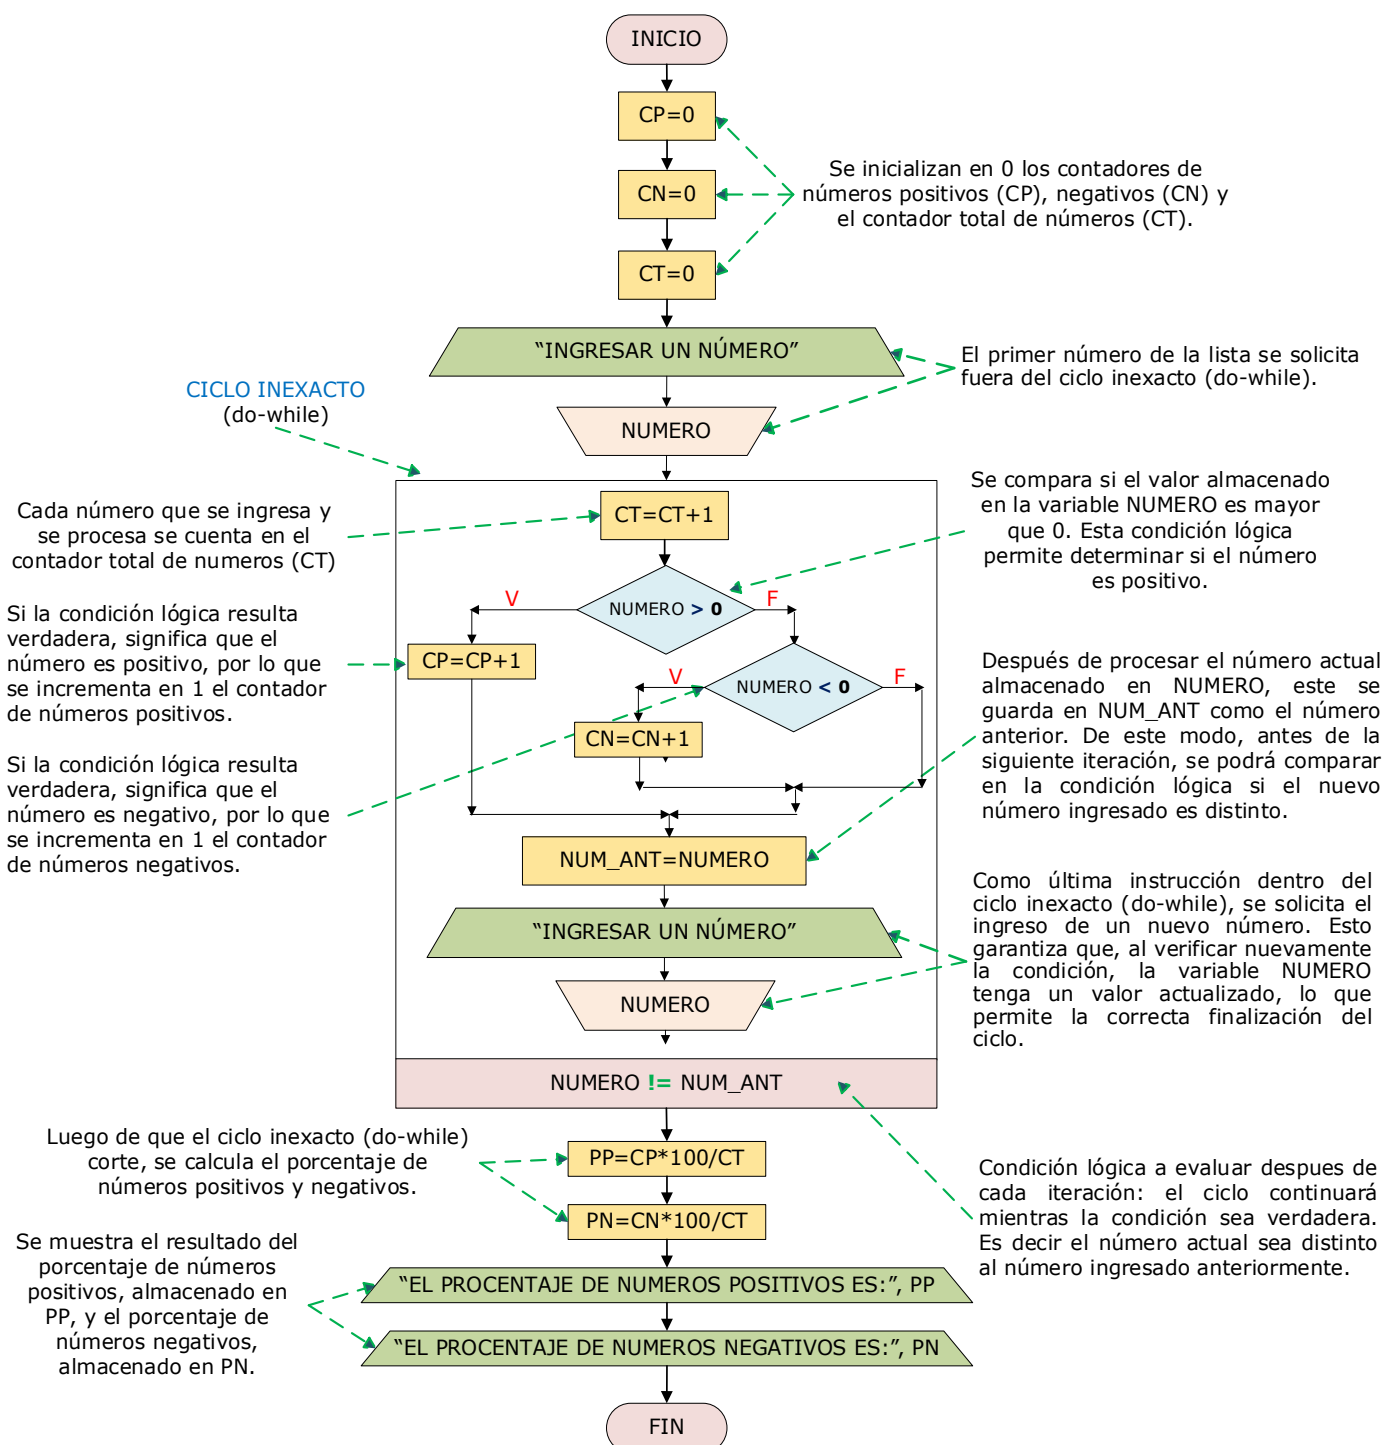 INICIO
CP=0
CN=0
CT=0
Se inicializan en 0 los contadores de
números positivos (CP), negativos (CN) y
el contador total de números (CT).
“INGRESAR UN NÚMERO”
NUMERO
El primer número de la lista se solicita
fuera del ciclo inexacto (do-while).
CICLO INEXACTO
(do-while)
CT=CT+1
Cada número que se ingresa y
se procesa se cuenta en el
contador total de numeros (CT)
NUMERO > 0
V
F
Se compara si el valor almacenado
en la variable NUMERO es mayor
que 0. Esta condición lógica
permite determinar si el número
es positivo.
CP=CP+1
Si la condición lógica resulta
verdadera, significa que el
número es positivo, por lo que
se incrementa en 1 el contador
de números positivos.
NUMERO < 0
V
F
CN=CN+1
Si la condición lógica resulta
verdadera, significa que el
número es negativo, por lo que
se incrementa en 1 el contador
de números negativos.
NUM_ANT=NUMERO
Después de procesar el número actual
almacenado en NUMERO, este se
guarda en NUM_ANT como el número
anterior. De este modo, antes de la
siguiente iteración, se podrá comparar
en la condición lógica si el nuevo
número ingresado es distinto.
“INGRESAR UN NÚMERO”
NUMERO
Como última instrucción dentro del
ciclo inexacto (do-while), se solicita el
ingreso de un nuevo número. Esto
garantiza que, al verificar nuevamente
la condición, la variable NUMERO
tenga un valor actualizado, lo que
permite la correcta finalización del
ciclo.
NUMERO != NUM_ANT
Condición lógica a evaluar despues de
cada iteración: el ciclo continuará
mientras la condición sea verdadera.
Es decir el número actual sea distinto
al número ingresado anteriormente.
Luego de que el ciclo inexacto (do-while)
corte, se calcula el porcentaje de
números positivos y negativos.
PP=CP*100/CT
PN=CN*100/CT
Se muestra el resultado del
porcentaje de números
positivos, almacenado en
PP, y el porcentaje de
números negativos,
almacenado en PN.
“EL PROCENTAJE DE NUMEROS POSITIVOS ES:”, PP
“EL PROCENTAJE DE NUMEROS NEGATIVOS ES:”, PN
FIN